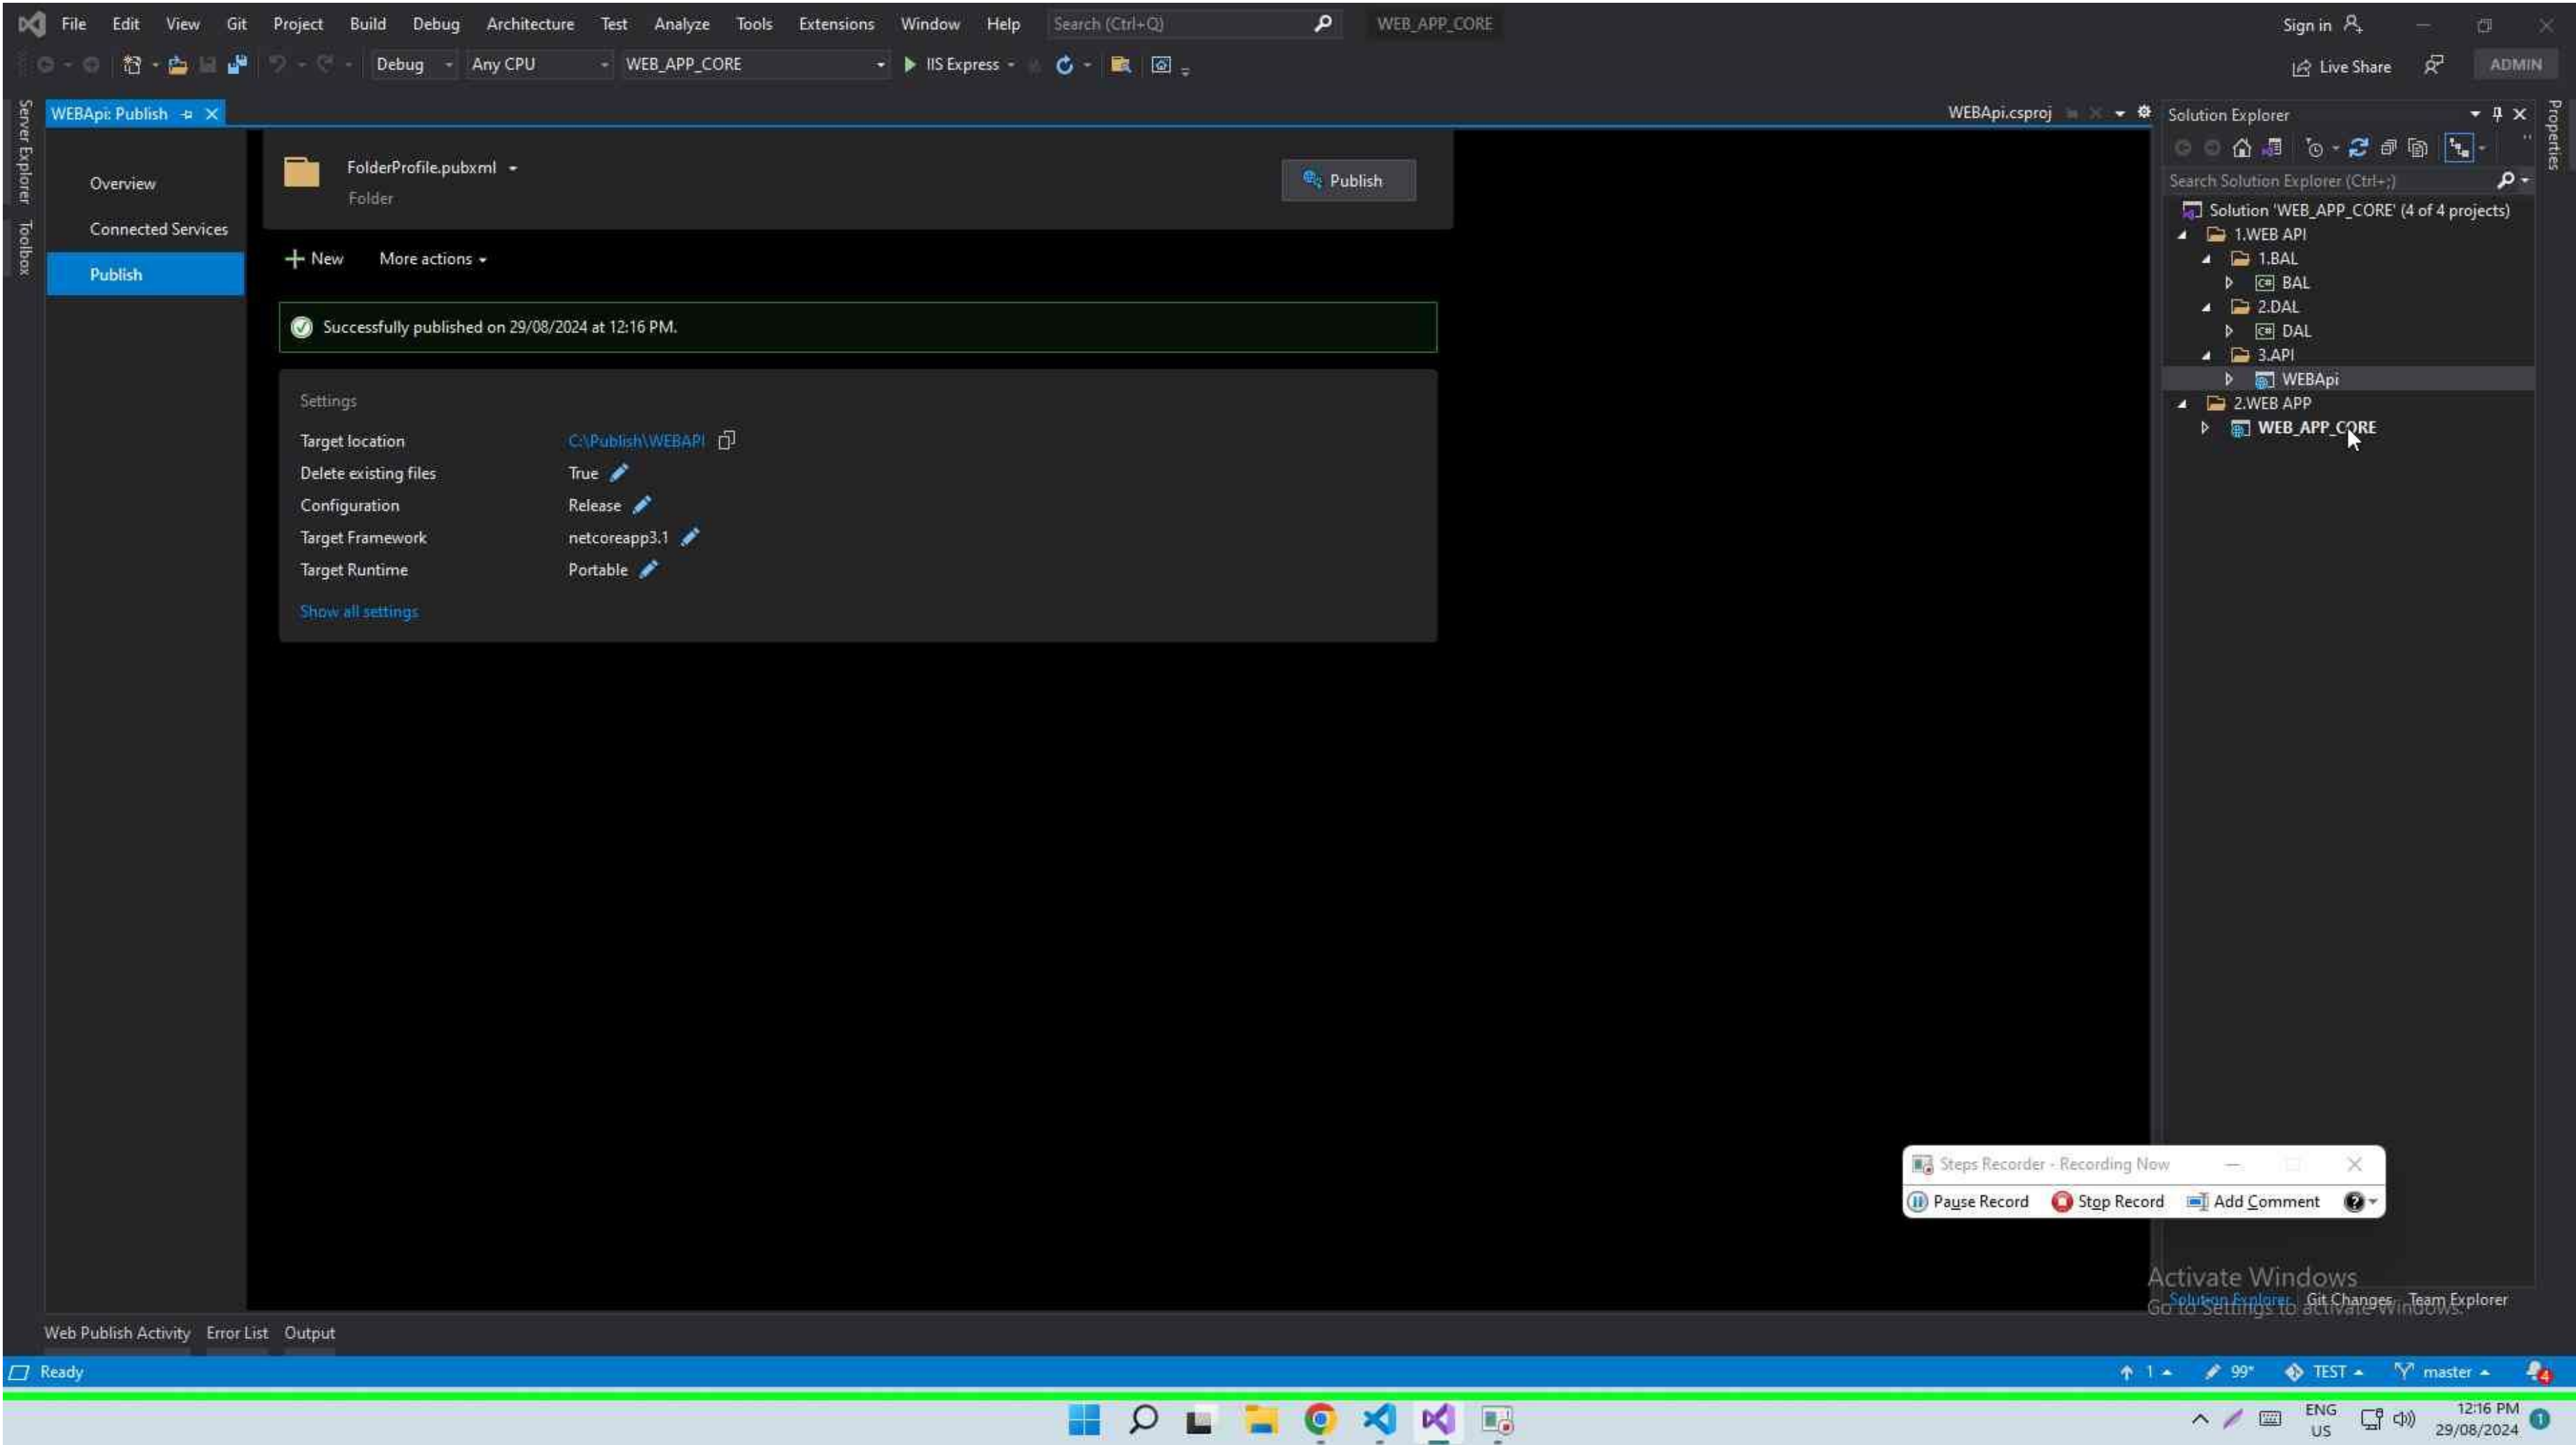 File Edit View Git Project Build Debug Architecture Test Analyze Tools Extensions Window Help Search (Ctrl+Q) WEB_APP_CORE Sign in
Debug Any CPU WEB_APP_CORE IIS Express Live Share ADMIN
Server Explorer
Toolbox
WEBApi: Publish
WEBApi.csproj
Overview
Connected Services
Publish
FolderProfile.pubxml
Folder
Publish
New More actions
Successfully published on 29/08/2024 at 12:16 PM.
Settings
Target location C:\Publish\WEBAPI
Delete existing files True
Configuration Release
Target Framework netcoreapp3.1
Target Runtime Portable
Show all settings
Solution Explorer
Search Solution Explorer (Ctrl+;)
Solution 'WEB_APP_CORE' (4 of 4 projects)
1.WEB API
1.BAL
C# BAL
2.DAL
C# DAL
3.API
WEBApi
2.WEB APP
WEB_APP_CORE
Properties
Steps Recorder - Recording Now
Pause Record Stop Record Add Comment
Activate Windows
Go to Settings to activate Windows.
Solution Explorer Git Changes Team Explorer
Web Publish Activity Error List Output
Ready 1 99+ TEST master 4
ENG
US
12:16 PM
29/08/2024
1